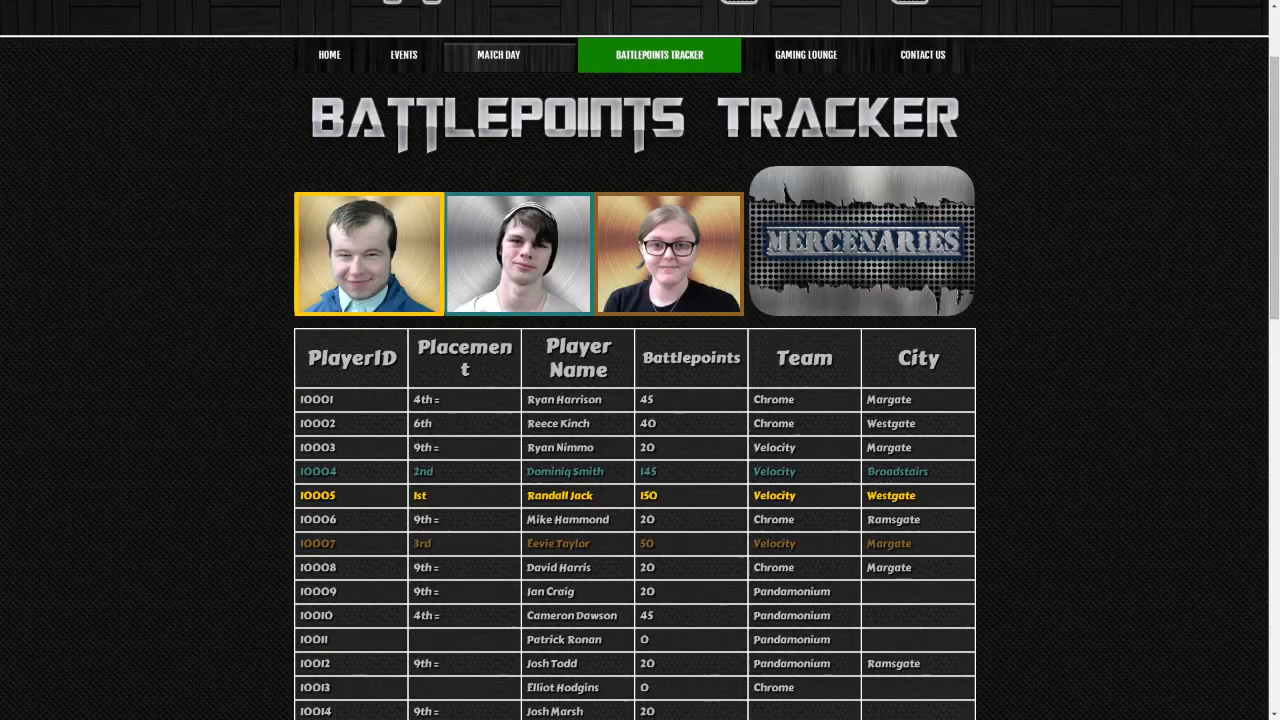 HOME EVENTS MATCH DAY BATTLEPOINTS TRACKER GAMING LOUNGE CONTACT US
BATTLEPOINTS TRACKER
MERCENARIES
PlayerID Placement Player Name Battlepoints Team City
10001 4th = Ryan Harrison 45 Chrome Margate
10002 6th Reece Kinch 40 Chrome Westgate
10003 9th = Ryan Nimmo 20 Velocity Margate
10004 2nd Dominiq Smith 145 Velocity Broadstairs
10005 1st Randall Jack 150 Velocity Westgate
10006 9th = Mike Hammond 20 Chrome Ramsgate
10007 3rd Eevie Taylor 50 Velocity Margate
10008 9th = David Harris 20 Chrome Margate
10009 9th = Ian Craig 20 Pandamonium
10010 4th = Cameron Dawson 45 Pandamonium
10011 Patrick Ronan 0 Pandamonium
10012 9th = Josh Todd 20 Pandamonium Ramsgate
10013 Elliot Hodgins 0 Chrome
10014 9th = Josh Marsh 20